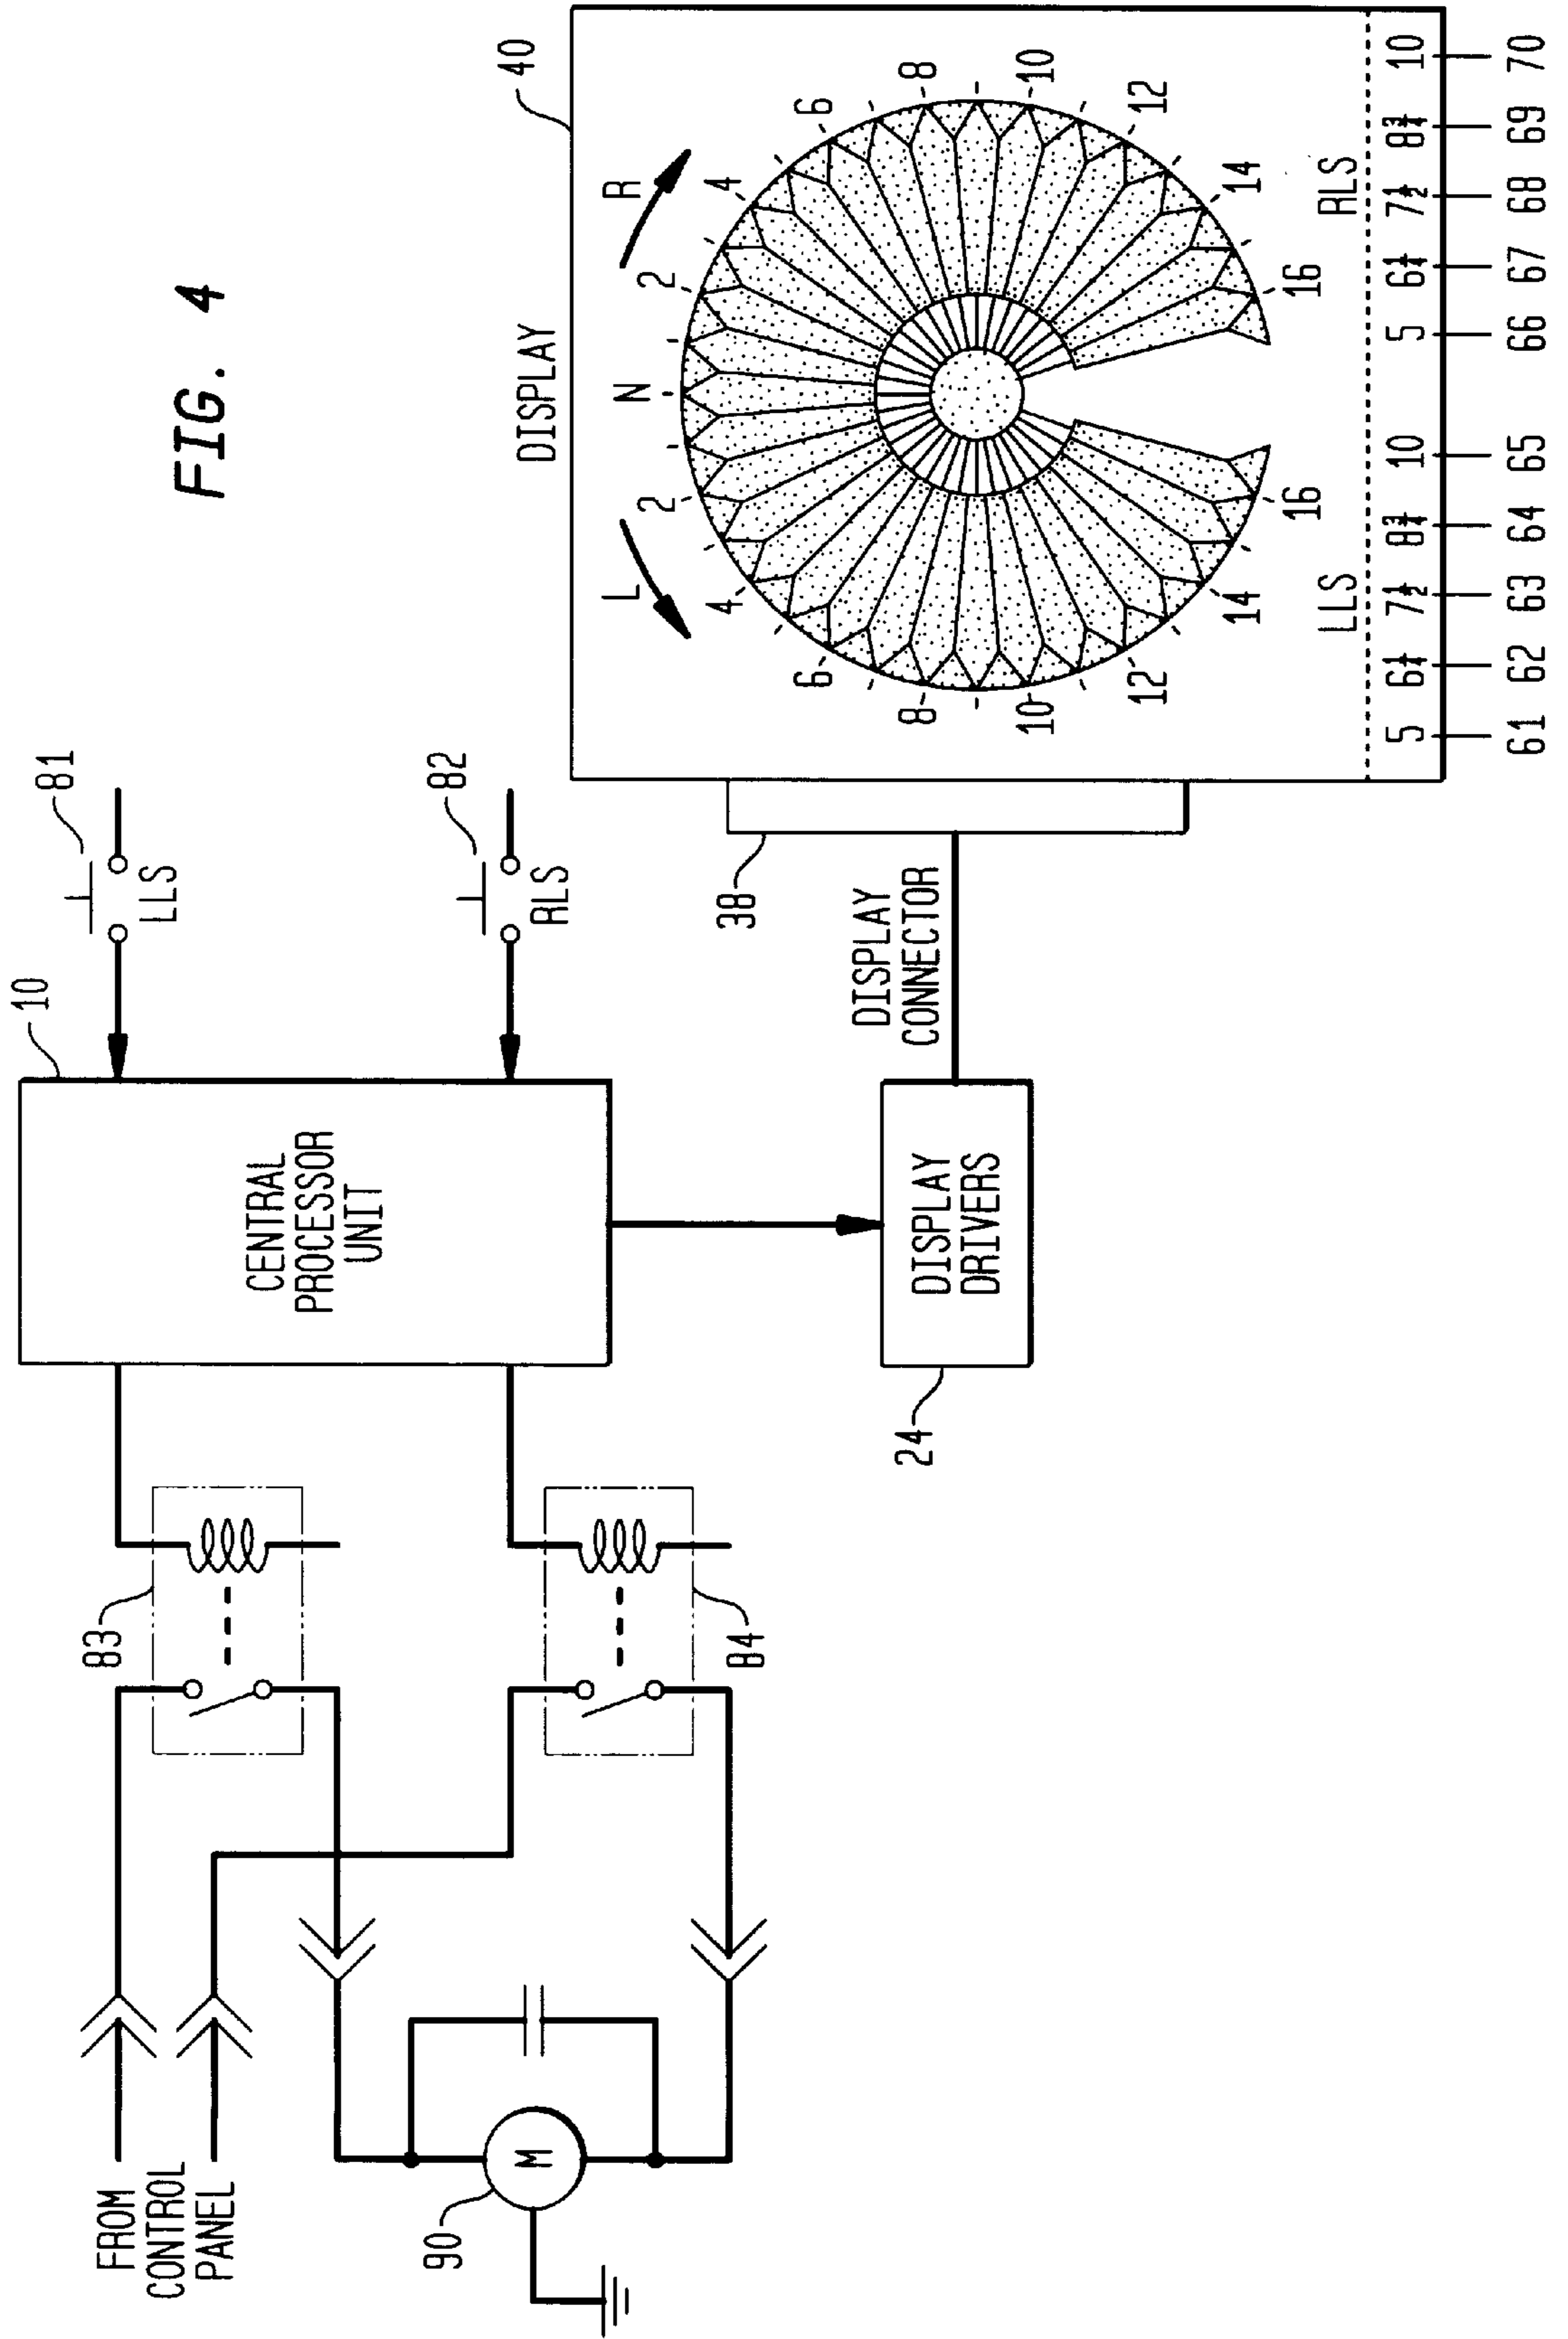 FIG. 4
FROM
CONTROL
PANEL
90
M
83
84
10
CENTRAL
PROCESSOR
UNIT
81
LLS
82
RLS
24
DISPLAY
DRIVERS
DISPLAY
CONNECTOR
38
DISPLAY
40
L
R
N
2
4
6
8
10
12
14
16
2
4
6
8
10
12
14
16
LLS
RLS
5 6¼ 7½ 8¾ 10 5 6¼ 7½ 8¾ 10
61 62 63 64 65 66 67 68 69 70